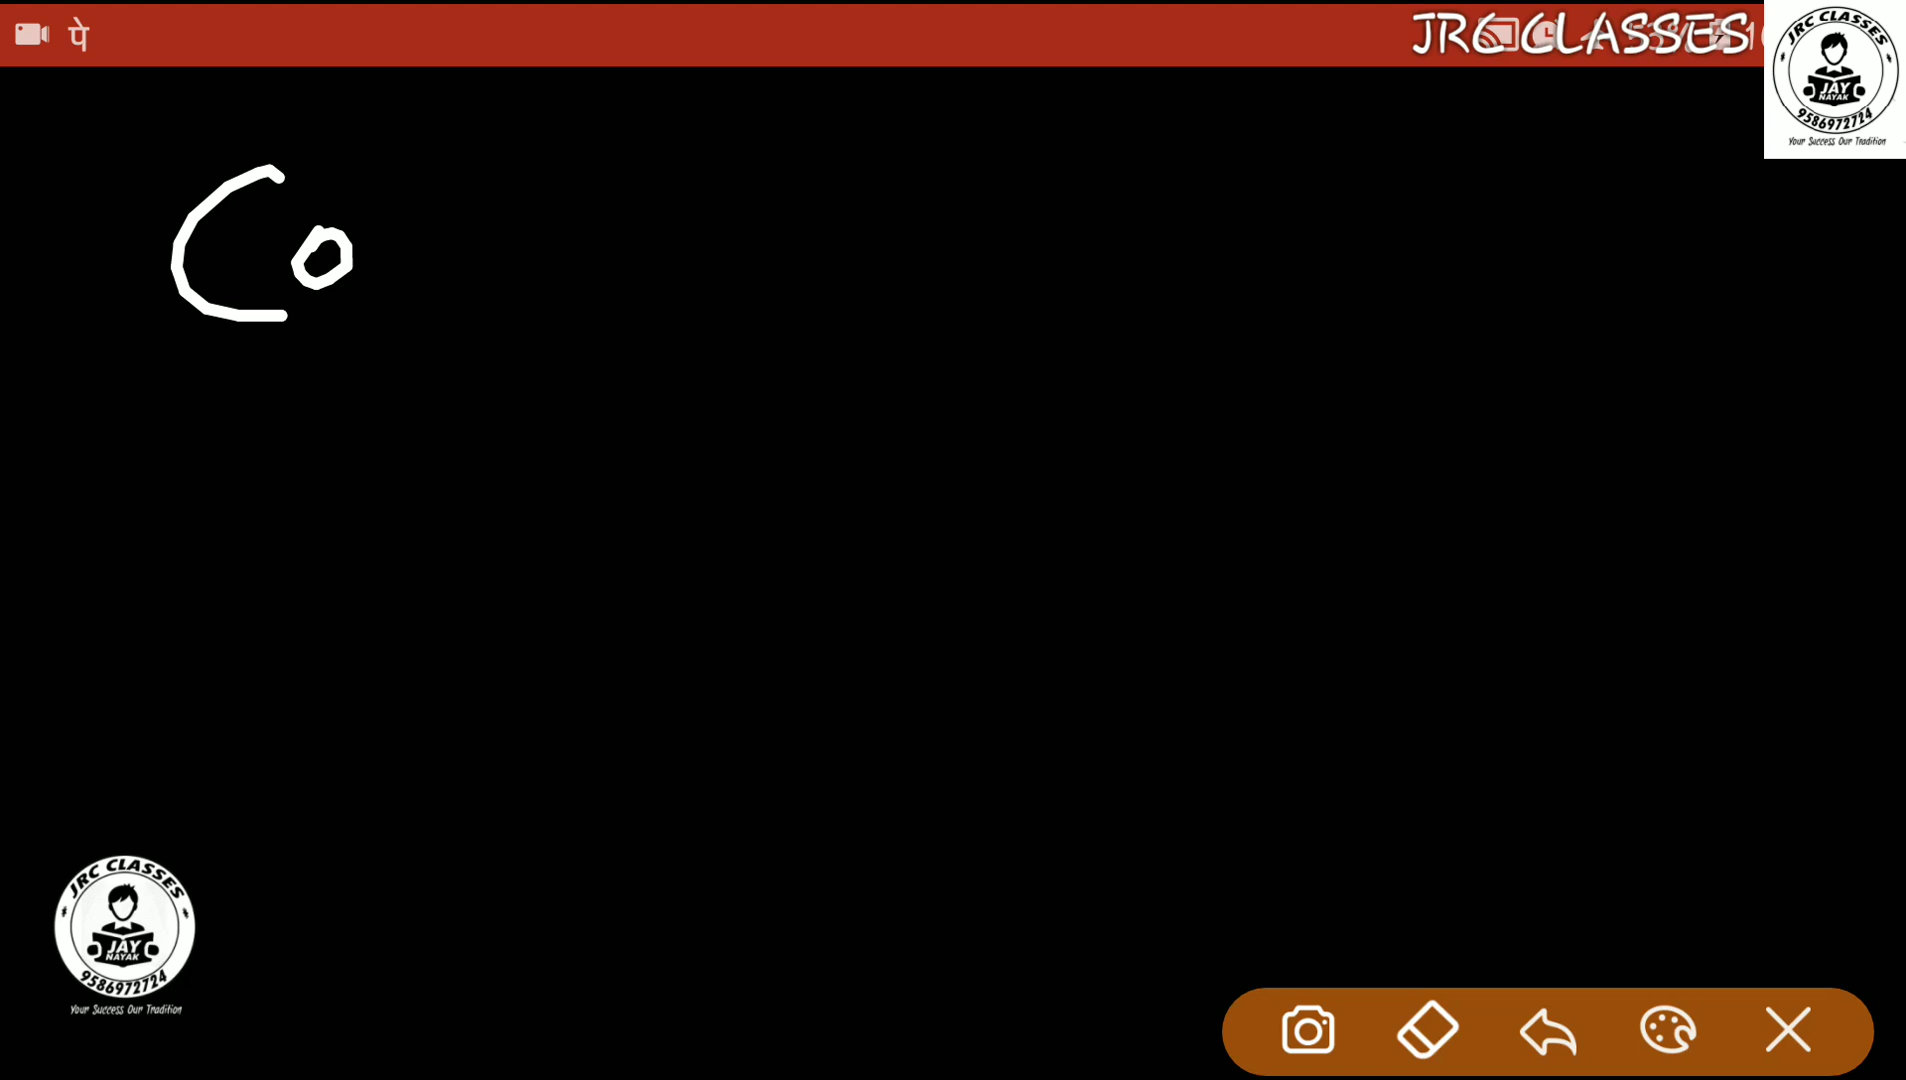 पे
JRC CLASSES
JRC CLASSES
JAY
NAYAK
9586972724
Your Success Our Tradition
Co
JRC CLASSES
JAY
NAYAK
9586972724
Your Success Our Tradition